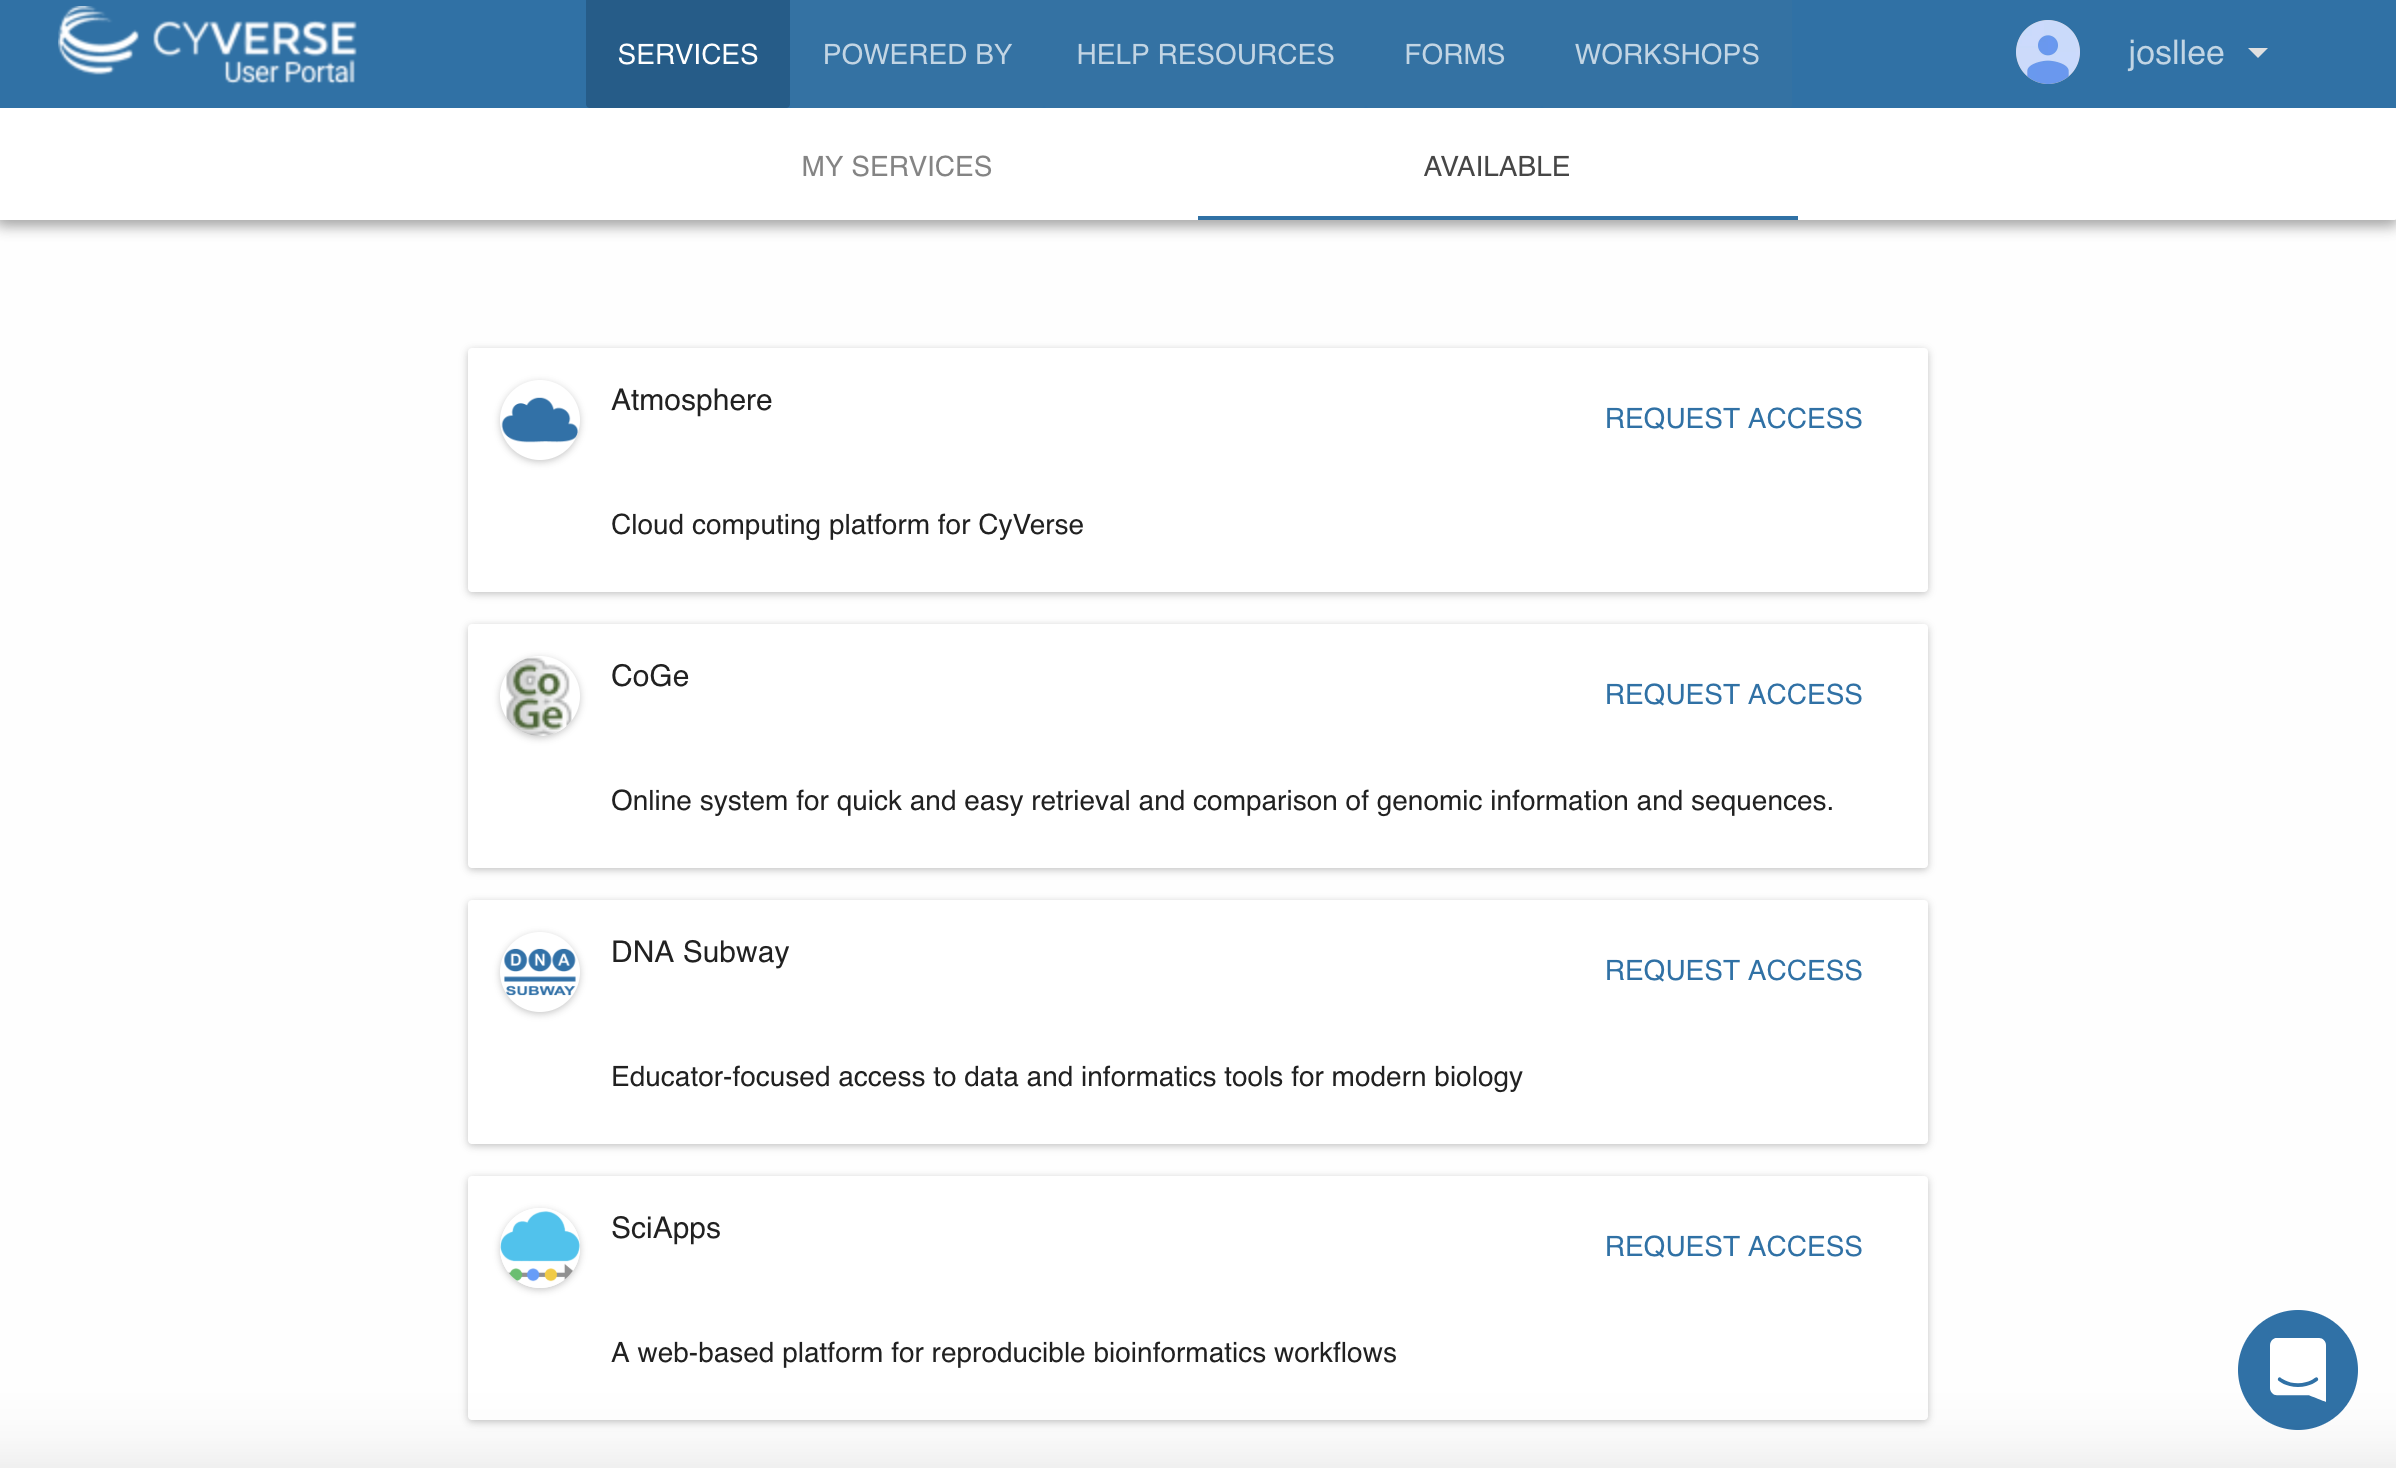 CYVERSE
User Portal
SERVICES
POWERED BY
HELP RESOURCES
FORMS
WORKSHOPS
josllee
MY SERVICES
AVAILABLE
Atmosphere
REQUEST ACCESS
Cloud computing platform for CyVerse
Co
Ge
CoGe
REQUEST ACCESS
Online system for quick and easy retrieval and comparison of genomic information and sequences.
DNA
SUBWAY
DNA Subway
REQUEST ACCESS
Educator-focused access to data and informatics tools for modern biology
SciApps
REQUEST ACCESS
A web-based platform for reproducible bioinformatics workflows